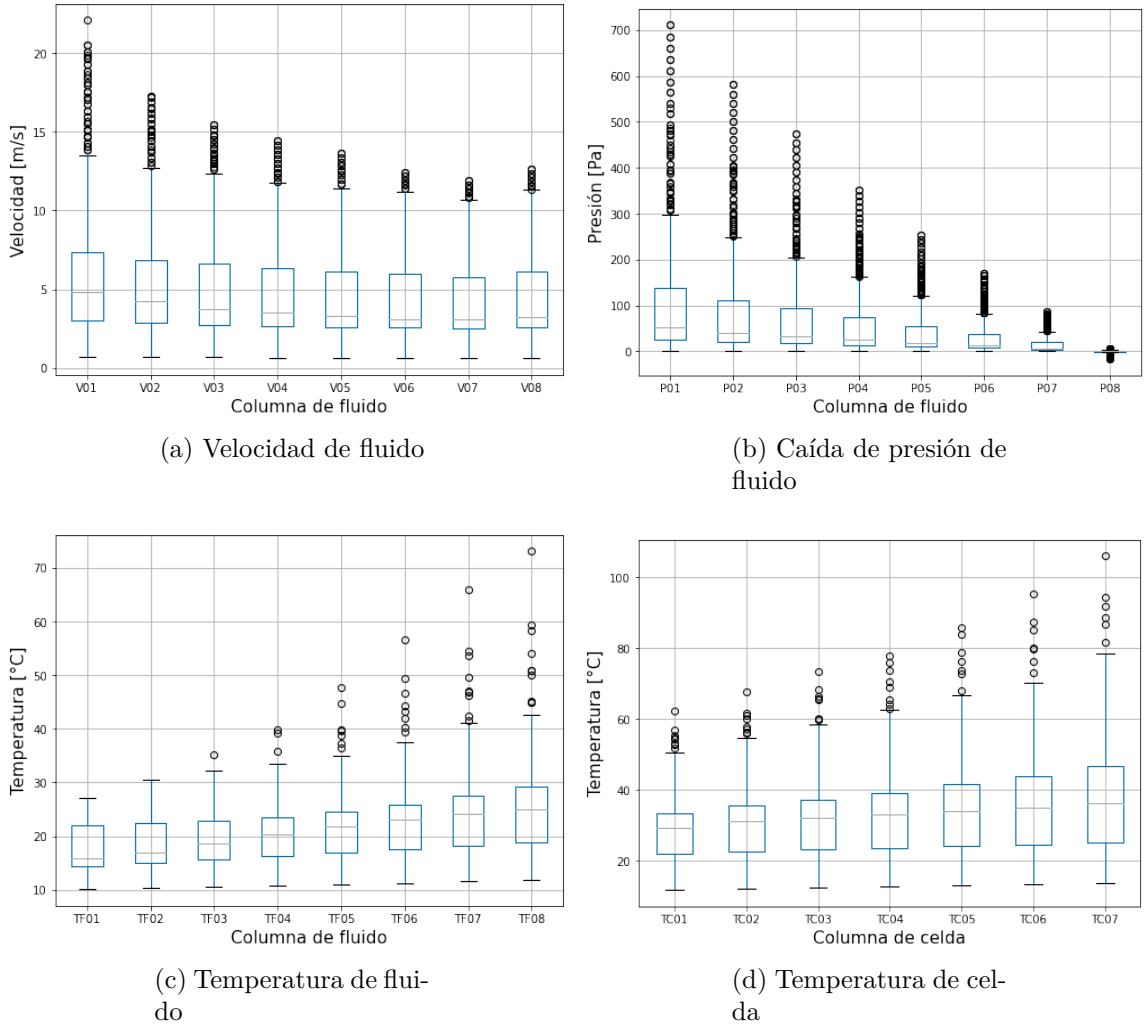 20
15
10
5
0
Velocidad [m/s]
V01 V02 V03 V04 V05 V06 V07 V08
Columna de fluido
(a) Velocidad de fluido
700
600
500
400
300
200
100
0
Presión [Pa]
P01 P02 P03 P04 P05 P06 P07 P08
Columna de fluido
(b) Caída de presión de
fluido
70
60
50
40
30
20
10
Temperatura [°C]
TF01 TF02 TF03 TF04 TF05 TF06 TF07 TF08
Columna de fluido
(c) Temperatura de flui-
do
100
80
60
40
20
Temperatura [°C]
TC01 TC02 TC03 TC04 TC05 TC06 TC07
Columna de celda
(d) Temperatura de cel-
da